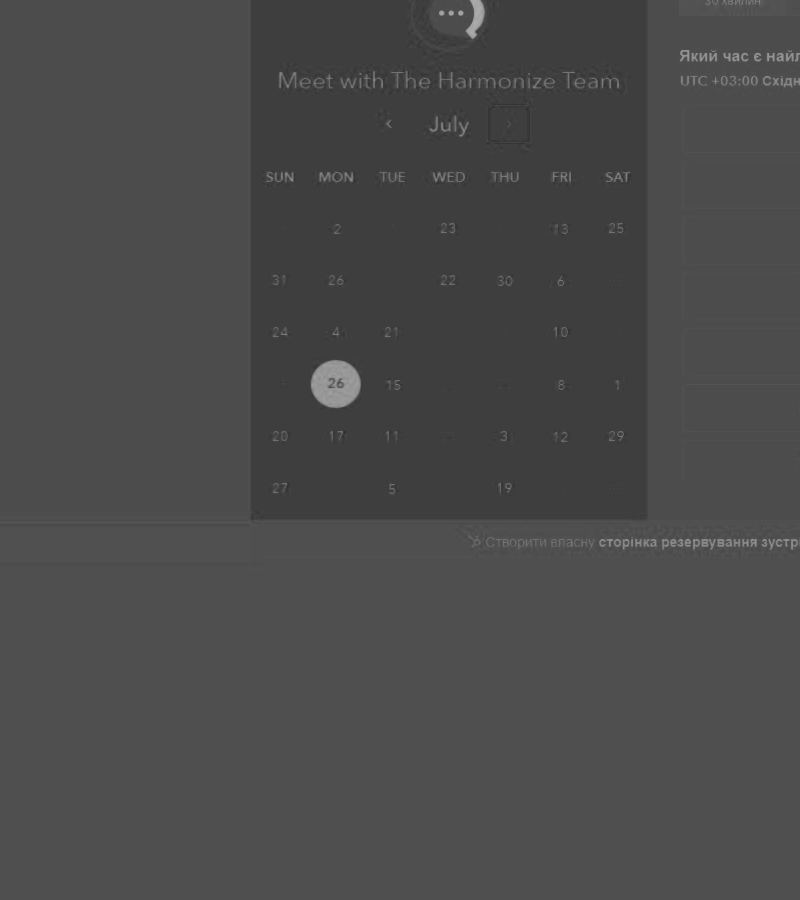 30 хвилин
Meet with The Harmonize Team
Який час є найл
UTC +03:00 Східн
July
SUN MON TUE WED THU FRI SAT
2 23 13 25
31 26 22 30 6
24 4 21 10
26 15 8 1
20 17 11 3 12 29
27 5 19
Створити власну сторінка резервування зустрі